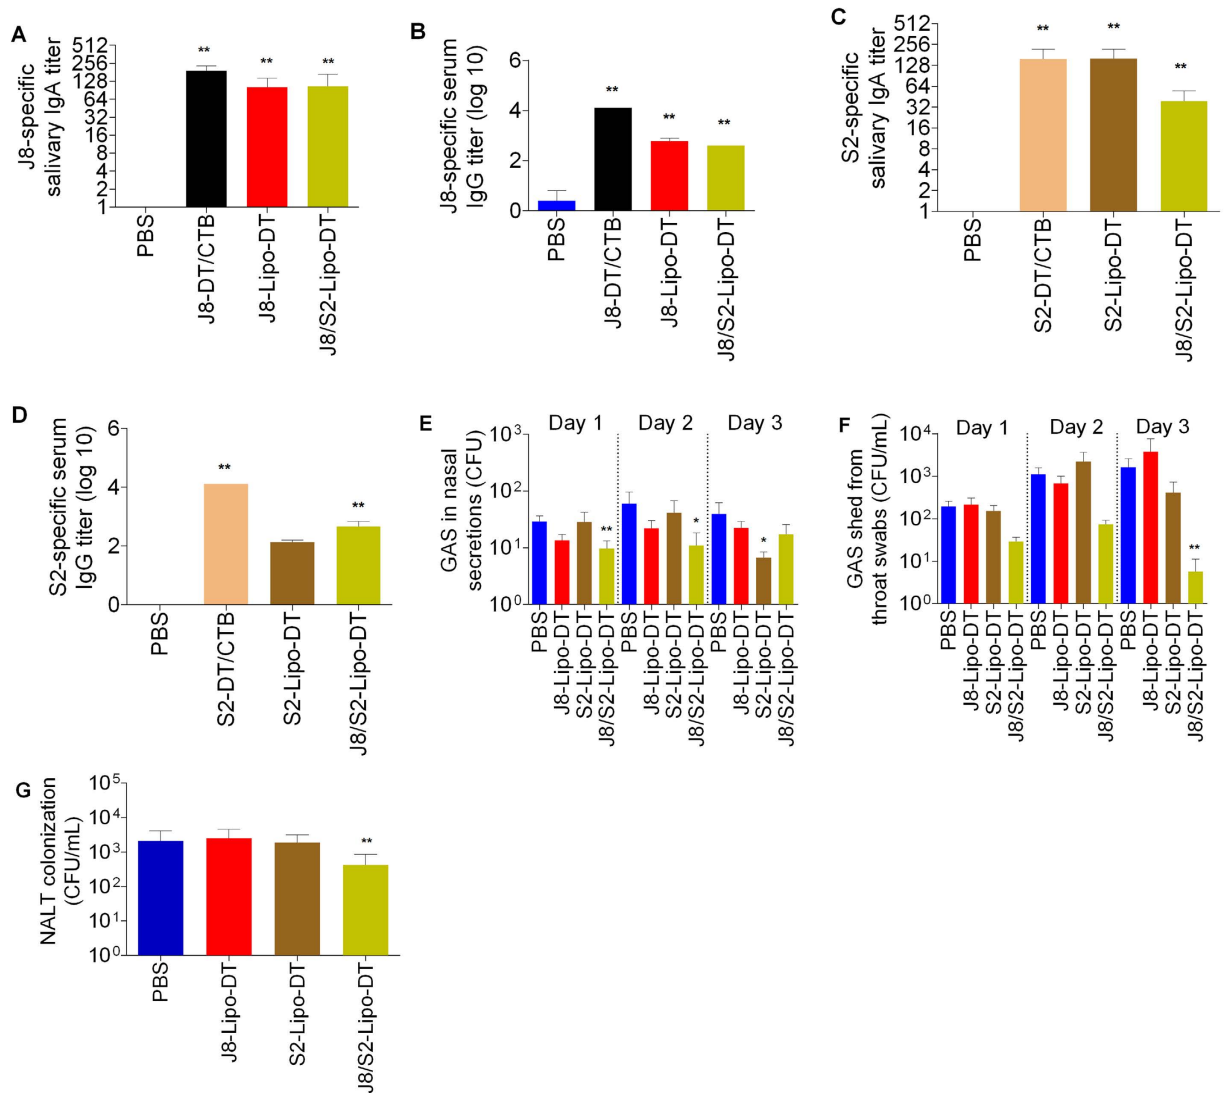 A
J8-specific
salivary IgA titer
512
256
128
64
32
16
8
4
2
1
**
**
**
PBS
J8-DT/CTB
J8-Lipo-DT
J8/S2-Lipo-DT
B
J8-specific serum
IgG titer (log 10)
6
4
2
0
**
**
**
PBS
J8-DT/CTB
J8-Lipo-DT
J8/S2-Lipo-DT
C
S2-specific
salivary IgA titer
512
256
128
64
32
16
8
4
2
1
**
**
**
PBS
S2-DT/CTB
S2-Lipo-DT
J8/S2-Lipo-DT
D
S2-specific serum
IgG titer (log 10)
6
4
2
0
**
**
PBS
S2-DT/CTB
S2-Lipo-DT
J8/S2-Lipo-DT
E
GAS in nasal
secretions (CFU)
10³
10²
10¹
10⁰
Day 1
Day 2
Day 3
**
*
*
PBS
J8-Lipo-DT
S2-Lipo-DT
J8/S2-Lipo-DT
PBS
J8-Lipo-DT
S2-Lipo-DT
J8/S2-Lipo-DT
PBS
J8-Lipo-DT
S2-Lipo-DT
J8/S2-Lipo-DT
F
GAS shed from
throat swabs (CFU/mL)
10⁴
10³
10²
10¹
10⁰
Day 1
Day 2
Day 3
**
PBS
J8-Lipo-DT
S2-Lipo-DT
J8/S2-Lipo-DT
PBS
J8-Lipo-DT
S2-Lipo-DT
J8/S2-Lipo-DT
PBS
J8-Lipo-DT
S2-Lipo-DT
J8/S2-Lipo-DT
G
NALT colonization
(CFU/mL)
10⁵
10⁴
10³
10²
10¹
10⁰
**
PBS
J8-Lipo-DT
S2-Lipo-DT
J8/S2-Lipo-DT